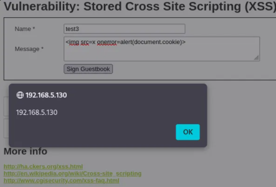 Vulnerability: Stored Cross Site Scripting (XSS)
Name *
test3
Message *
<img src=x onerror=alert(document.cookie)>
Sign Guestbook
192.168.5.130
192.168.5.130
OK
More info
http://ha.ckers.org/xss.html
http://en.wikipedia.org/wiki/Cross-site_scripting
http://www.cgisecurity.com/xss-faq.html